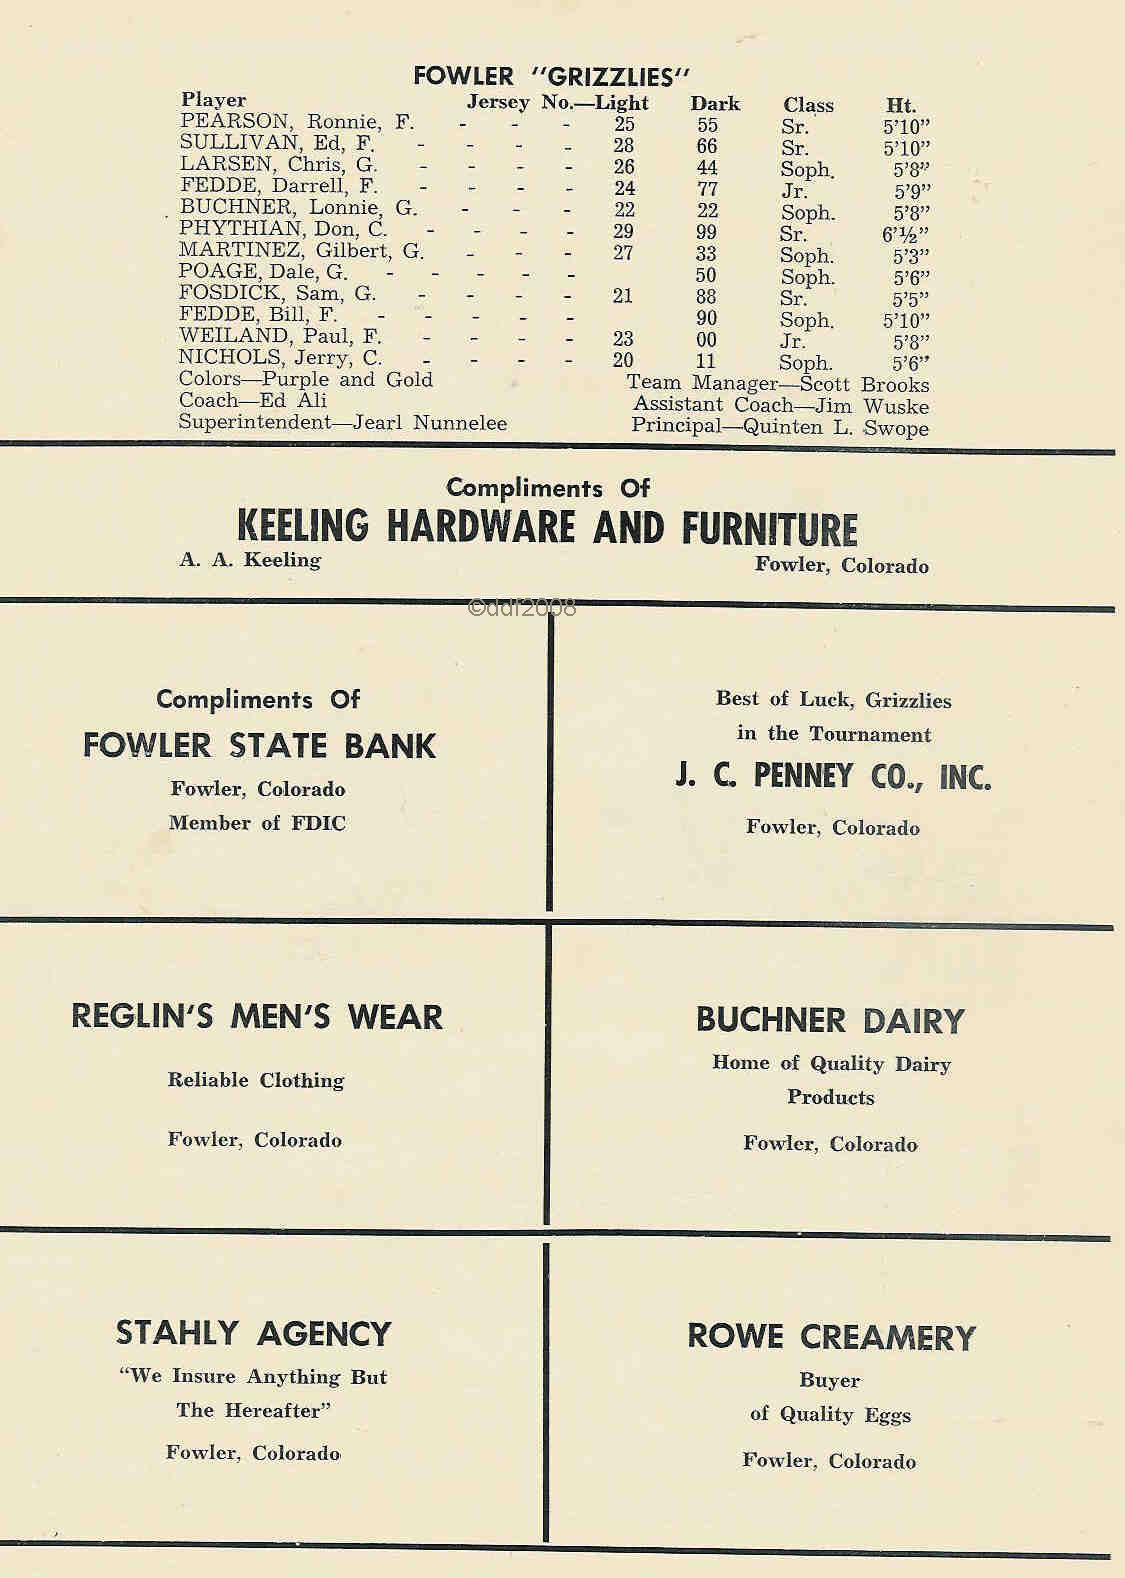 FOWLER "GRIZZLIES"
Player Jersey No.—Light Dark Class Ht.
PEARSON, Ronnie, F. - - - 25 55 Sr. 5'10"
SULLIVAN, Ed, F. - - - - 28 66 Sr. 5'10"
LARSEN, Chris, G. - - - - 26 44 Soph. 5'8"
FEDDE, Darrell, F. - - - - 24 77 Jr. 5'9"
BUCHNER, Lonnie, G. - - - 22 22 Soph. 5'8"
PHYTHIAN, Don, C. - - - - 29 99 Sr. 6'½"
MARTINEZ, Gilbert, G. - - - 27 33 Soph. 5'3"
POAGE, Dale, G. - - - - - 50 Soph. 5'6"
FOSDICK, Sam, G. - - - - 21 88 Sr. 5'5"
FEDDE, Bill, F. - - - - - 90 Soph. 5'10"
WEILAND, Paul, F. - - - - 23 00 Jr. 5'8"
NICHOLS, Jerry, C. - - - - 20 11 Soph. 5'6"
Colors—Purple and Gold Team Manager—Scott Brooks
Coach—Ed Ali Assistant Coach—Jim Wuske
Superintendent—Jearl Nunnelee Principal—Quinten L. Swope
Compliments Of
KEELING HARDWARE AND FURNITURE
A. A. Keeling Fowler, Colorado
©ddf2008
Compliments Of
FOWLER STATE BANK
Fowler, Colorado
Member of FDIC
Best of Luck, Grizzlies
in the Tournament
J. C. PENNEY CO., INC.
Fowler, Colorado
REGLIN'S MEN'S WEAR
Reliable Clothing
Fowler, Colorado
BUCHNER DAIRY
Home of Quality Dairy
Products
Fowler, Colorado
STAHLY AGENCY
"We Insure Anything But
The Hereafter"
Fowler, Colorado
ROWE CREAMERY
Buyer
of Quality Eggs
Fowler, Colorado